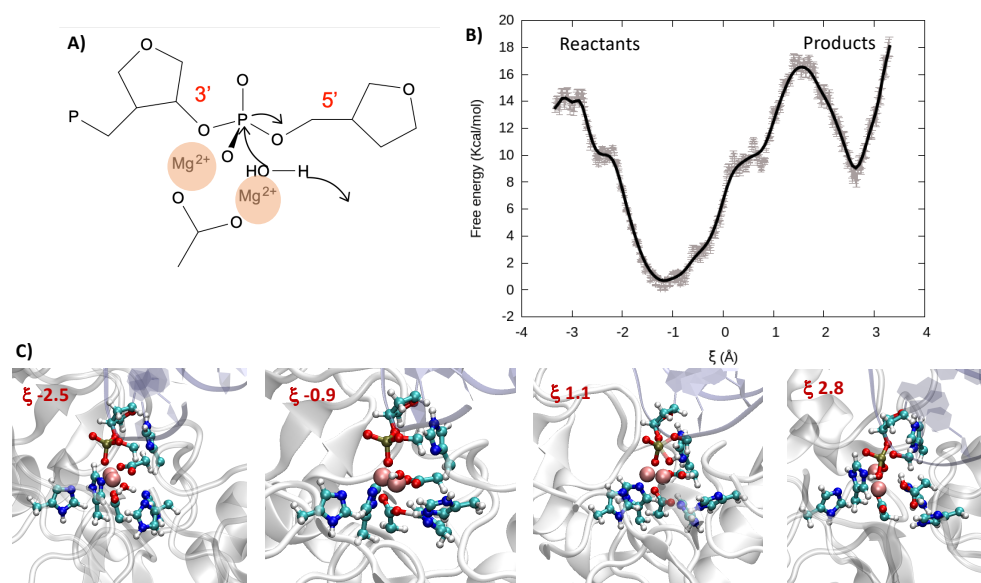 A)
O
3'
O
5'
O
P
P
O
O
O
Mg2+
HO
H
Mg2+
O
O
B)
Reactants
Products
Free energy (Kcal/mol)
20
18
16
14
12
10
8
6
4
2
0
-2
-4
-3
-2
-1
0
1
2
3
4
ξ (Å)
C)
ξ -2.5
ξ -0.9
ξ 1.1
ξ 2.8